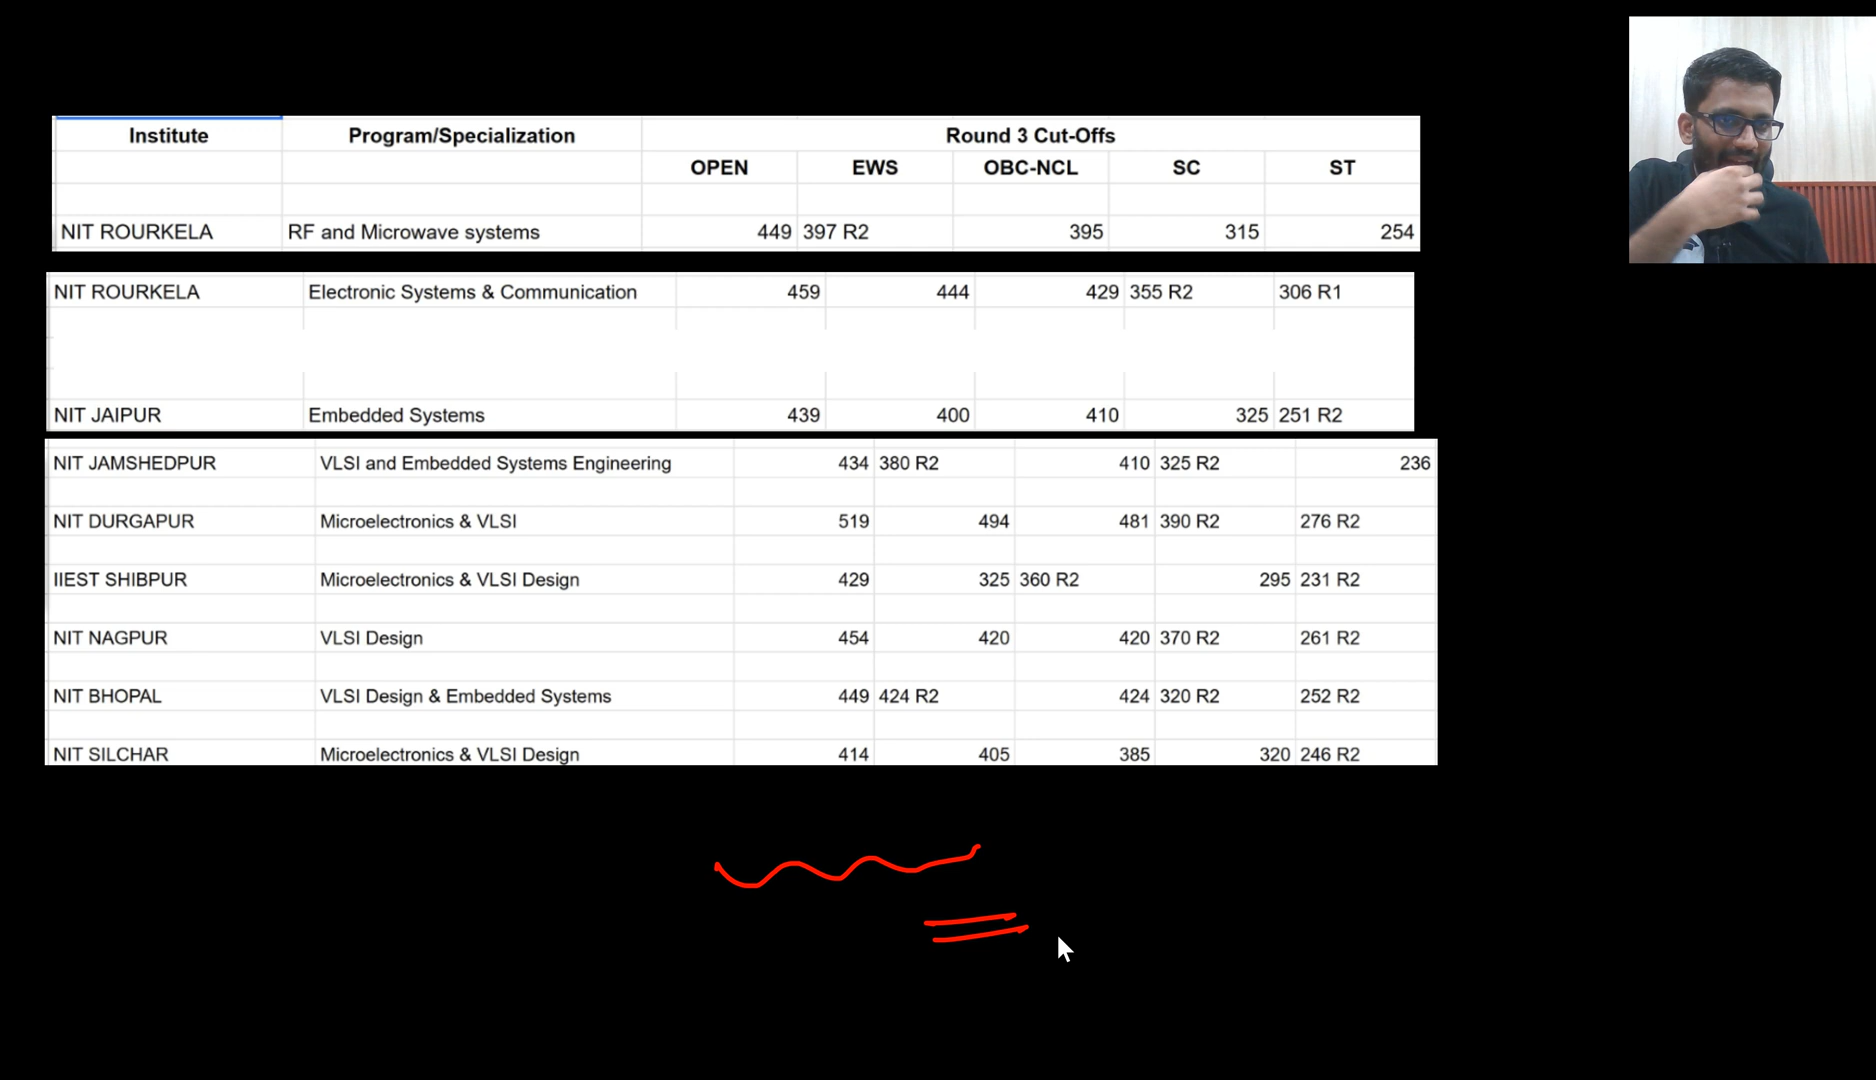 Institute Program/Specialization Round 3 Cut-Offs
OPEN EWS OBC-NCL SC ST
NIT ROURKELA RF and Microwave systems 449 397 R2 395 315 254
NIT ROURKELA Electronic Systems & Communication 459 444 429 355 R2 306 R1
NIT JAIPUR Embedded Systems 439 400 410 325 251 R2
NIT JAMSHEDPUR VLSI and Embedded Systems Engineering 434 380 R2 410 325 R2 236
NIT DURGAPUR Microelectronics & VLSI 519 494 481 390 R2 276 R2
IIEST SHIBPUR Microelectronics & VLSI Design 429 325 360 R2 295 231 R2
NIT NAGPUR VLSI Design 454 420 420 370 R2 261 R2
NIT BHOPAL VLSI Design & Embedded Systems 449 424 R2 424 320 R2 252 R2
NIT SILCHAR Microelectronics & VLSI Design 414 405 385 320 246 R2